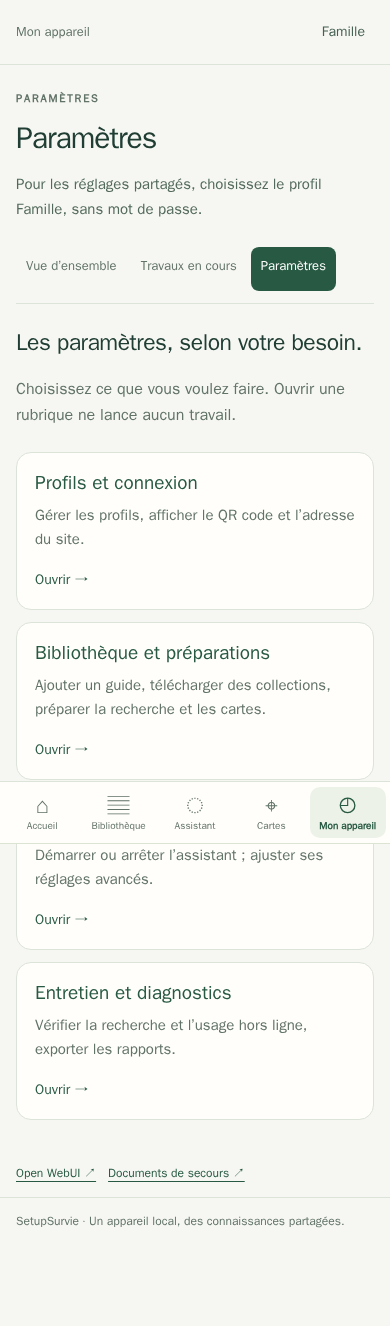 Mon appareil
Famille
PARAMÈTRES
Paramètres
Pour les réglages partagés, choisissez le profil
Famille, sans mot de passe.
Vue d'ensemble
Travaux en cours
Paramètres
Les paramètres, selon votre besoin.
Choisissez ce que vous voulez faire. Ouvrir une
rubrique ne lance aucun travail.
Profils et connexion
Gérer les profils, afficher le QR code et l'adresse
du site.
Ouvrir →
Bibliothèque et préparations
Ajouter un guide, télécharger des collections,
préparer la recherche et les cartes.
Ouvrir →
Accueil
Bibliothèque
Assistant
Cartes
Mon appareil
Démarrer ou arrêter l'assistant ; ajuster ses
réglages avancés.
Ouvrir →
Entretien et diagnostics
Vérifier la recherche et l'usage hors ligne,
exporter les rapports.
Ouvrir →
Open WebUI ↗
Documents de secours ↗
SetupSurvie · Un appareil local, des connaissances partagées.